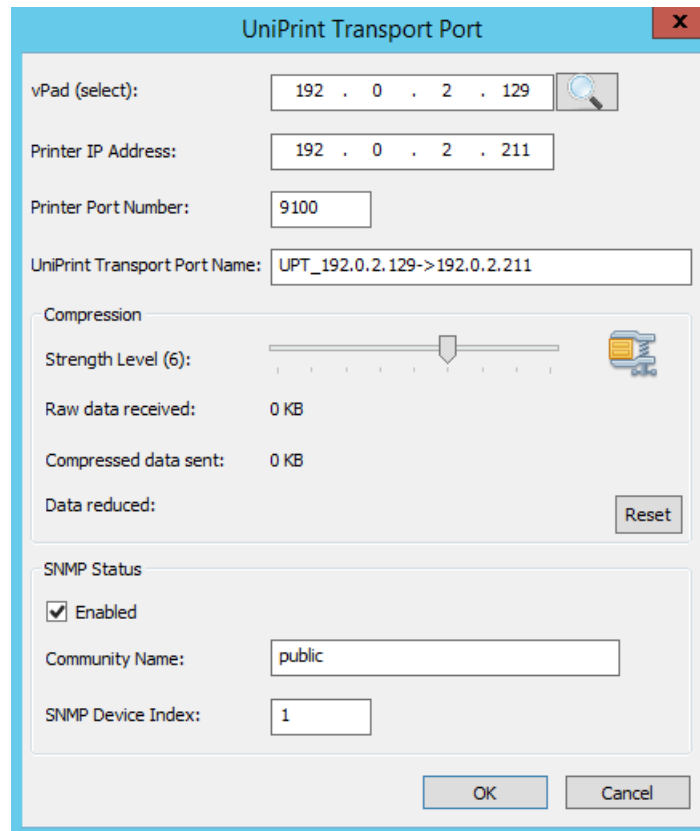 UniPrint Transport Port
x
vPad (select): 192 . 0 . 2 . 129
Printer IP Address: 192 . 0 . 2 . 211
Printer Port Number: 9100
UniPrint Transport Port Name: UPT_192.0.2.129->192.0.2.211
Compression
Strength Level (6):
Raw data received: 0 KB
Compressed data sent: 0 KB
Data reduced:
Reset
SNMP Status
Enabled
Community Name: public
SNMP Device Index: 1
OK Cancel